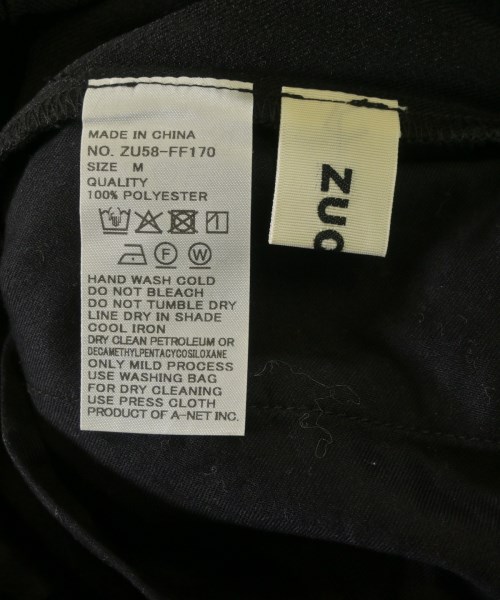 MADE IN CHINA
NO. ZU58-FF170
SIZE M
QUALITY
100% POLYESTER
F W
HAND WASH COLD
DO NOT BLEACH
DO NOT TUMBLE DRY
LINE DRY IN SHADE
COOL IRON
DRY CLEAN PETROLEUM OR
DECAMETHYLPENTACYCOSILOXANE
ONLY MILD PROCESS
USE WASHING BAG
FOR DRY CLEANING
USE PRESS CLOTH
PRODUCT OF A-NET INC.
ZUC